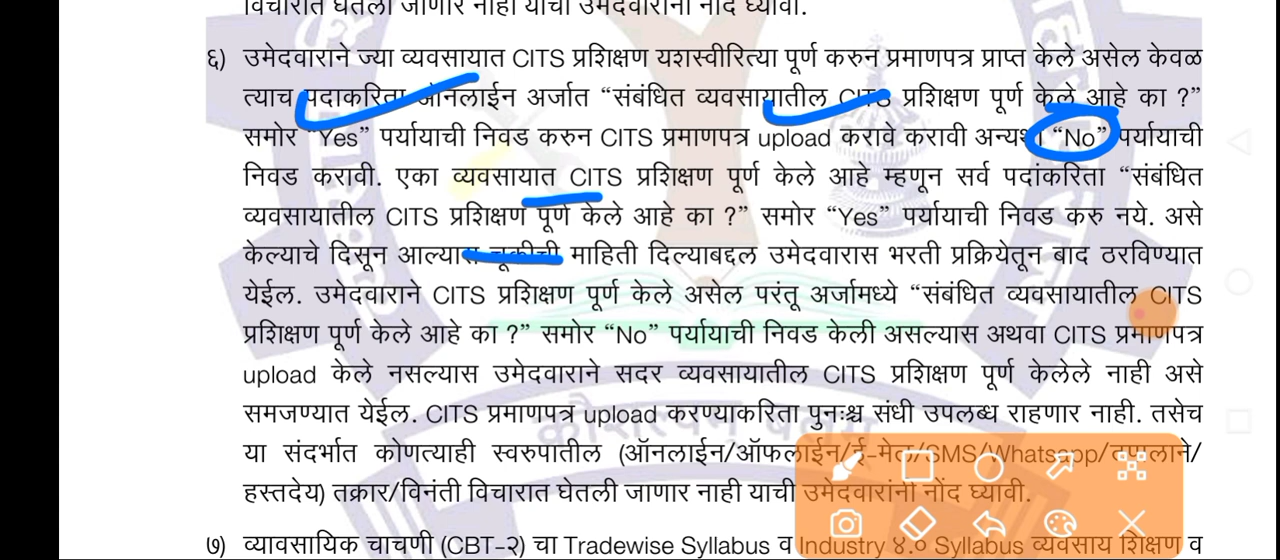 विचारात घेतली जाणार नाही याची उमेदवारांनी नोंद घ्यावी.
६) उमेदवाराने ज्या व्यवसायात CITS प्रशिक्षण यशस्वीरित्या पूर्ण करुन प्रमाणपत्र प्राप्त केले असेल केवळ
त्याच पदाकरिता ऑनलाईन अर्जात “संबंधित व्यवसायातील CITS प्रशिक्षण पूर्ण केले आहे का ?”
समोर “Yes” पर्यायाची निवड करुन CITS प्रमाणपत्र upload करावे करावी अन्यथा “No” पर्यायाची
निवड करावी. एका व्यवसायात CITS प्रशिक्षण पूर्ण केले आहे म्हणून सर्व पदांकरिता “संबंधित
व्यवसायातील CITS प्रशिक्षण पूर्ण केले आहे का ?” समोर “Yes” पर्यायाची निवड करु नये. असे
केल्याचे दिसून आल्यास चूकीची माहिती दिल्याबद्दल उमेदवारास भरती प्रक्रियेतून बाद ठरविण्यात
येईल. उमेदवाराने CITS प्रशिक्षण पूर्ण केले असेल परंतू अर्जामध्ये “संबंधित व्यवसायातील CITS
प्रशिक्षण पूर्ण केले आहे का ?” समोर “No” पर्यायाची निवड केली असल्यास अथवा CITS प्रमाणपत्र
upload केले नसल्यास उमेदवाराने सदर व्यवसायातील CITS प्रशिक्षण पूर्ण केलेले नाही असे
समजण्यात येईल. CITS प्रमाणपत्र upload करण्याकरिता पुनःश्च संधी उपलब्ध राहणार नाही. तसेच
या संदर्भात कोणत्याही स्वरुपातील (ऑनलाईन/ऑफलाईन/ई-मेल/SMS/Whatsapp/टपालाने/
हस्तदेय) तक्रार/विनंती विचारात घेतली जाणार नाही याची उमेदवारांनी नोंद घ्यावी.
७) व्यावसायिक चाचणी (CBT-२) चा Tradewise Syllabus व Industry ४.० Syllabus व्यवसाय शिक्षण व